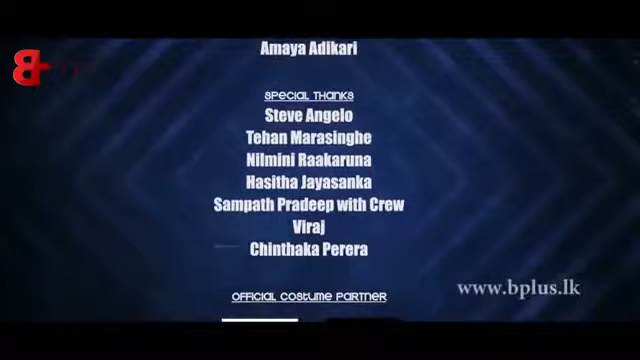 Amaya Adikari
B+
SPECIAL THANKS
Steve Angelo
Tehan Marasinghe
Nilmini Raakaruna
Hasitha Jayasanka
Sampath Pradeep with Crew
Viraj
Chinthaka Perera
www.bplus.lk
OFFICIAL COSTUME PARTNER